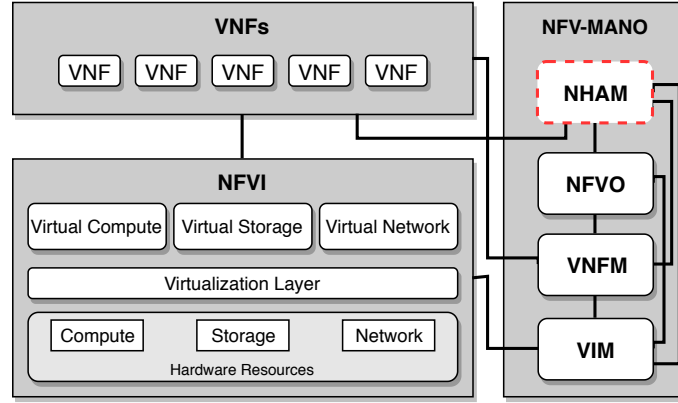 VNFs
VNF VNF VNF VNF VNF
NFVI
Virtual Compute Virtual Storage Virtual Network
Virtualization Layer
Compute Storage Network
Hardware Resources
NFV-MANO
NHAM
NFVO
VNFM
VIM